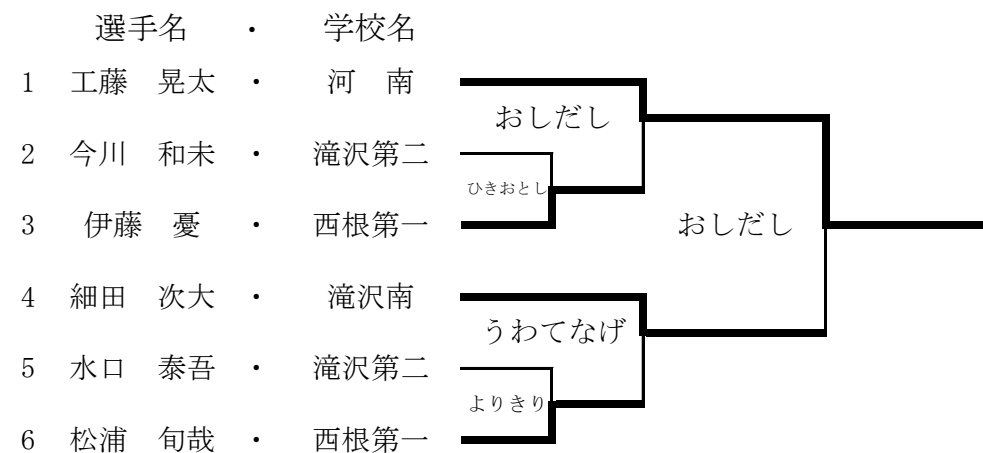 選手名 ・ 学校名
1 工藤 晃太 ・ 河 南
おしだし
2 今川 和未 ・ 滝沢第二
ひきおとし
3 伊藤 憂 ・ 西根第一
おしだし
4 細田 次大 ・ 滝沢南
うわてなげ
5 水口 泰吾 ・ 滝沢第二
よりきり
6 松浦 旬哉 ・ 西根第一